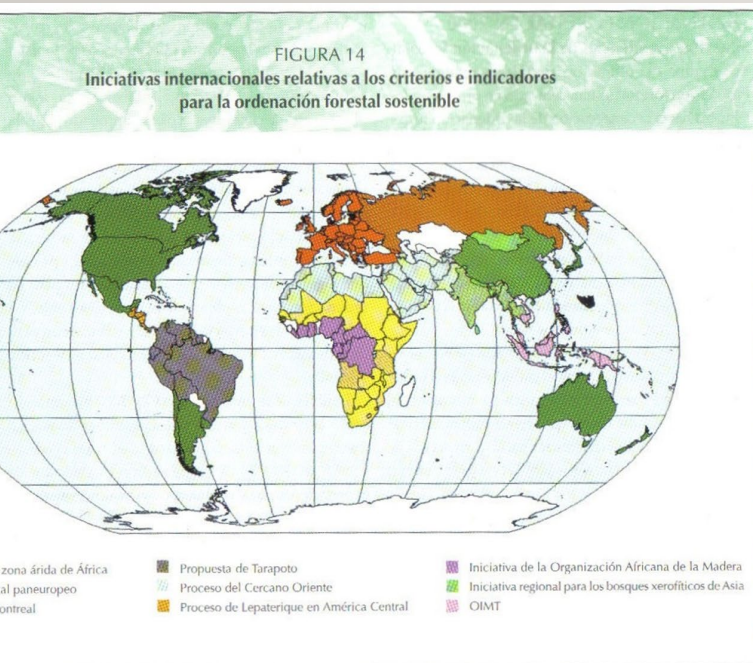 FIGURA 14
Iniciativas internacionales relativas a los criterios e indicadores
para la ordenación forestal sostenible
zona árida de África
al paneuropeo
ontreal
Propuesta de Tarapoto
Proceso del Cercano Oriente
Proceso de Lepaterique en América Central
Iniciativa de la Organización Africana de la Madera
Iniciativa regional para los bosques xerofíticos de Asia
OIMT